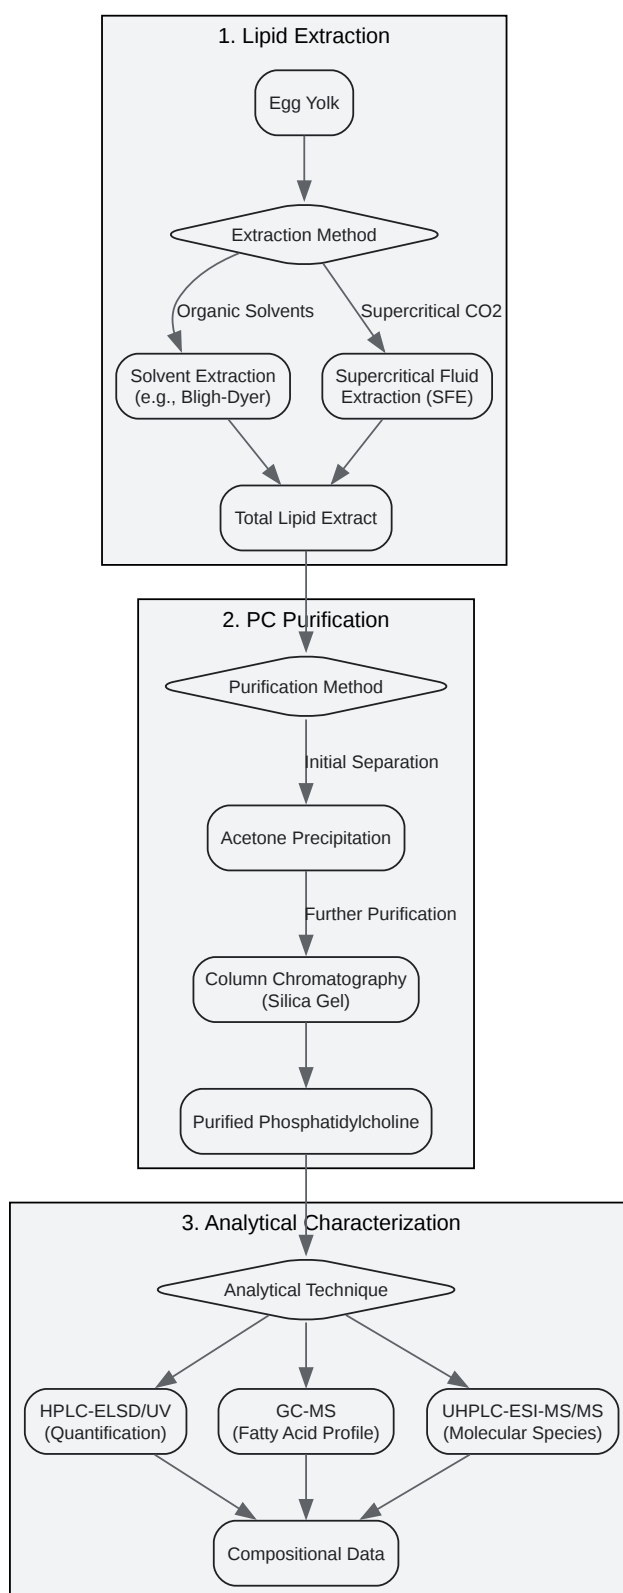 1. Lipid Extraction
Egg Yolk
Extraction Method
Organic Solvents
Supercritical CO2
Solvent Extraction
(e.g., Bligh-Dyer)
Supercritical Fluid
Extraction (SFE)
Total Lipid Extract
2. PC Purification
Purification Method
Initial Separation
Acetone Precipitation
Further Purification
Column Chromatography
(Silica Gel)
Purified Phosphatidylcholine
3. Analytical Characterization
Analytical Technique
HPLC-ELSD/UV
(Quantification)
GC-MS
(Fatty Acid Profile)
UHPLC-ESI-MS/MS
(Molecular Species)
Compositional Data